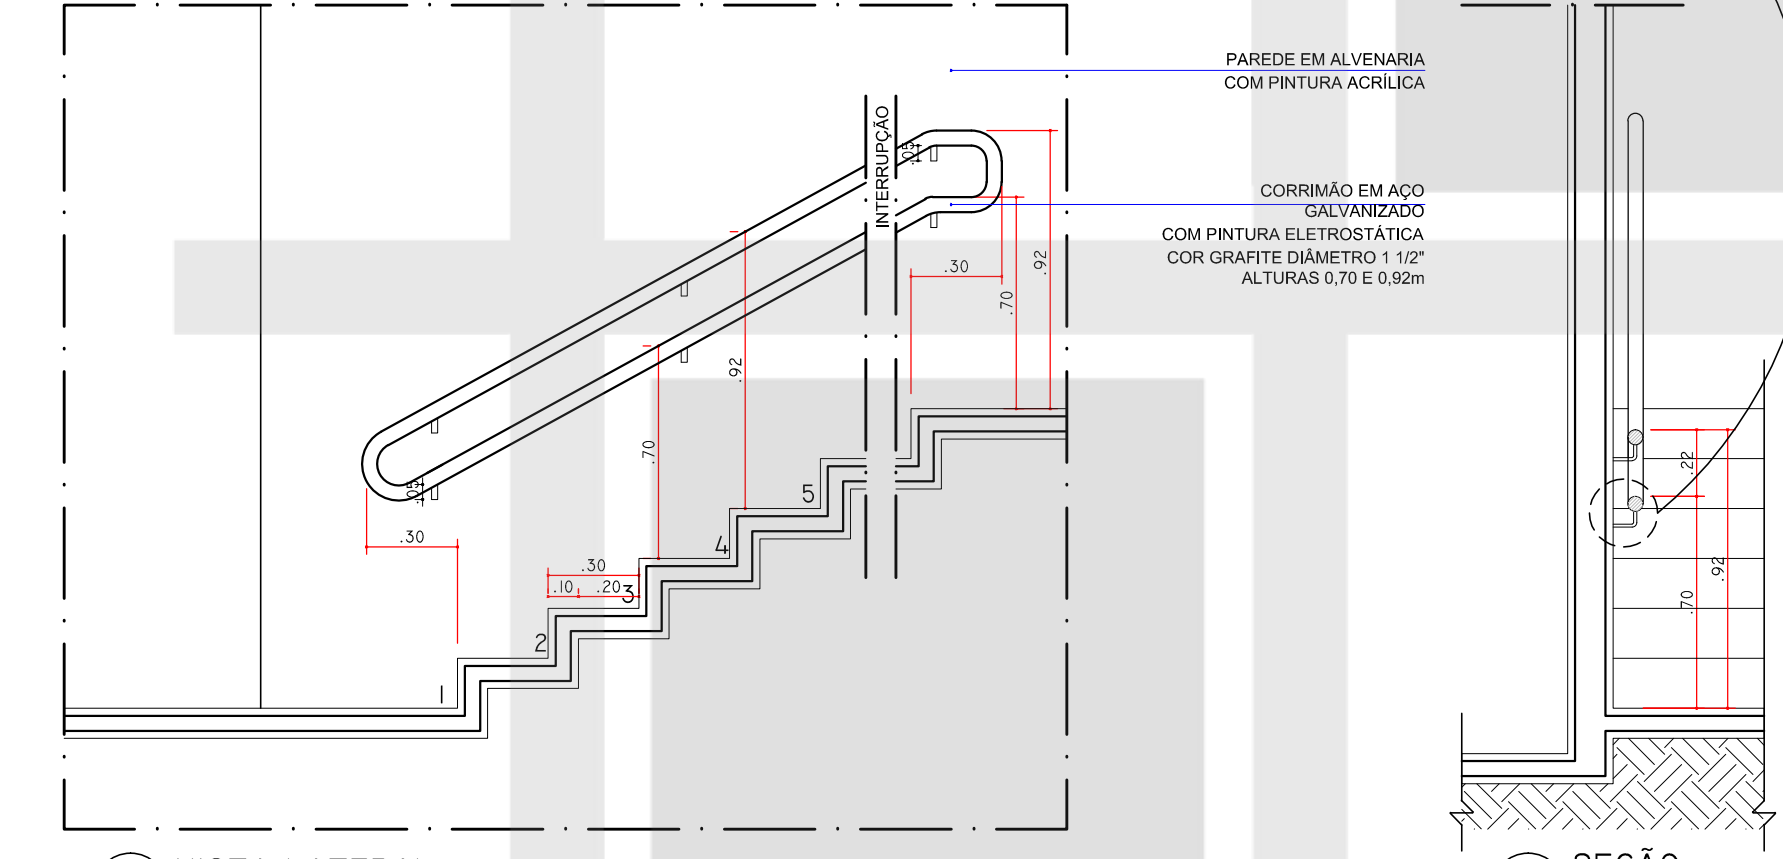 PAREDE EM ALVENARIA
COM PINTURA ACRÍLICA
INTERRUPÇÃO
.05
CORRIMÃO EM AÇO
GALVANIZADO
COM PINTURA ELETROSTÁTICA
COR GRAFITE DIÂMETRO 1 1/2"
ALTURAS 0,70 E 0,92m
.30
.92
.70
.92
.70
.05
.30
.30
.10
.20
1
2
3
4
5
.22
.92
.70
SEÇÃO